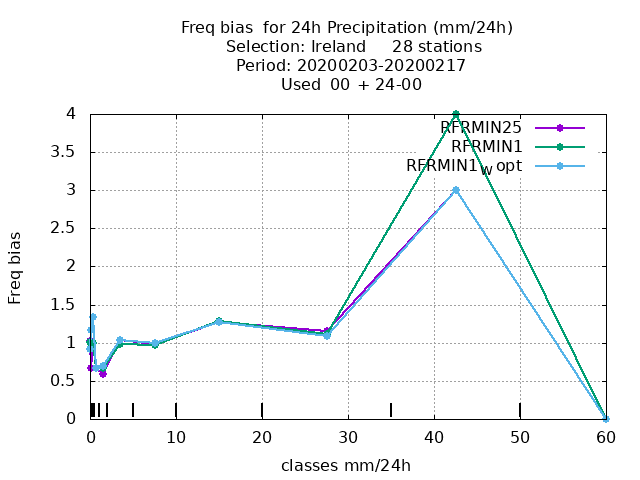 Freq bias  for 24h Precipitation (mm/24h)
Selection: Ireland     28 stations
Period: 20200203-20200217
Used  00 + 24-00
4
3.5
3
2.5
2
1.5
1
0.5
0
Freq bias
RFRMIN25
RFRMIN1
RFRMIN1wopt
0 10 20 30 40 50 60
classes mm/24h